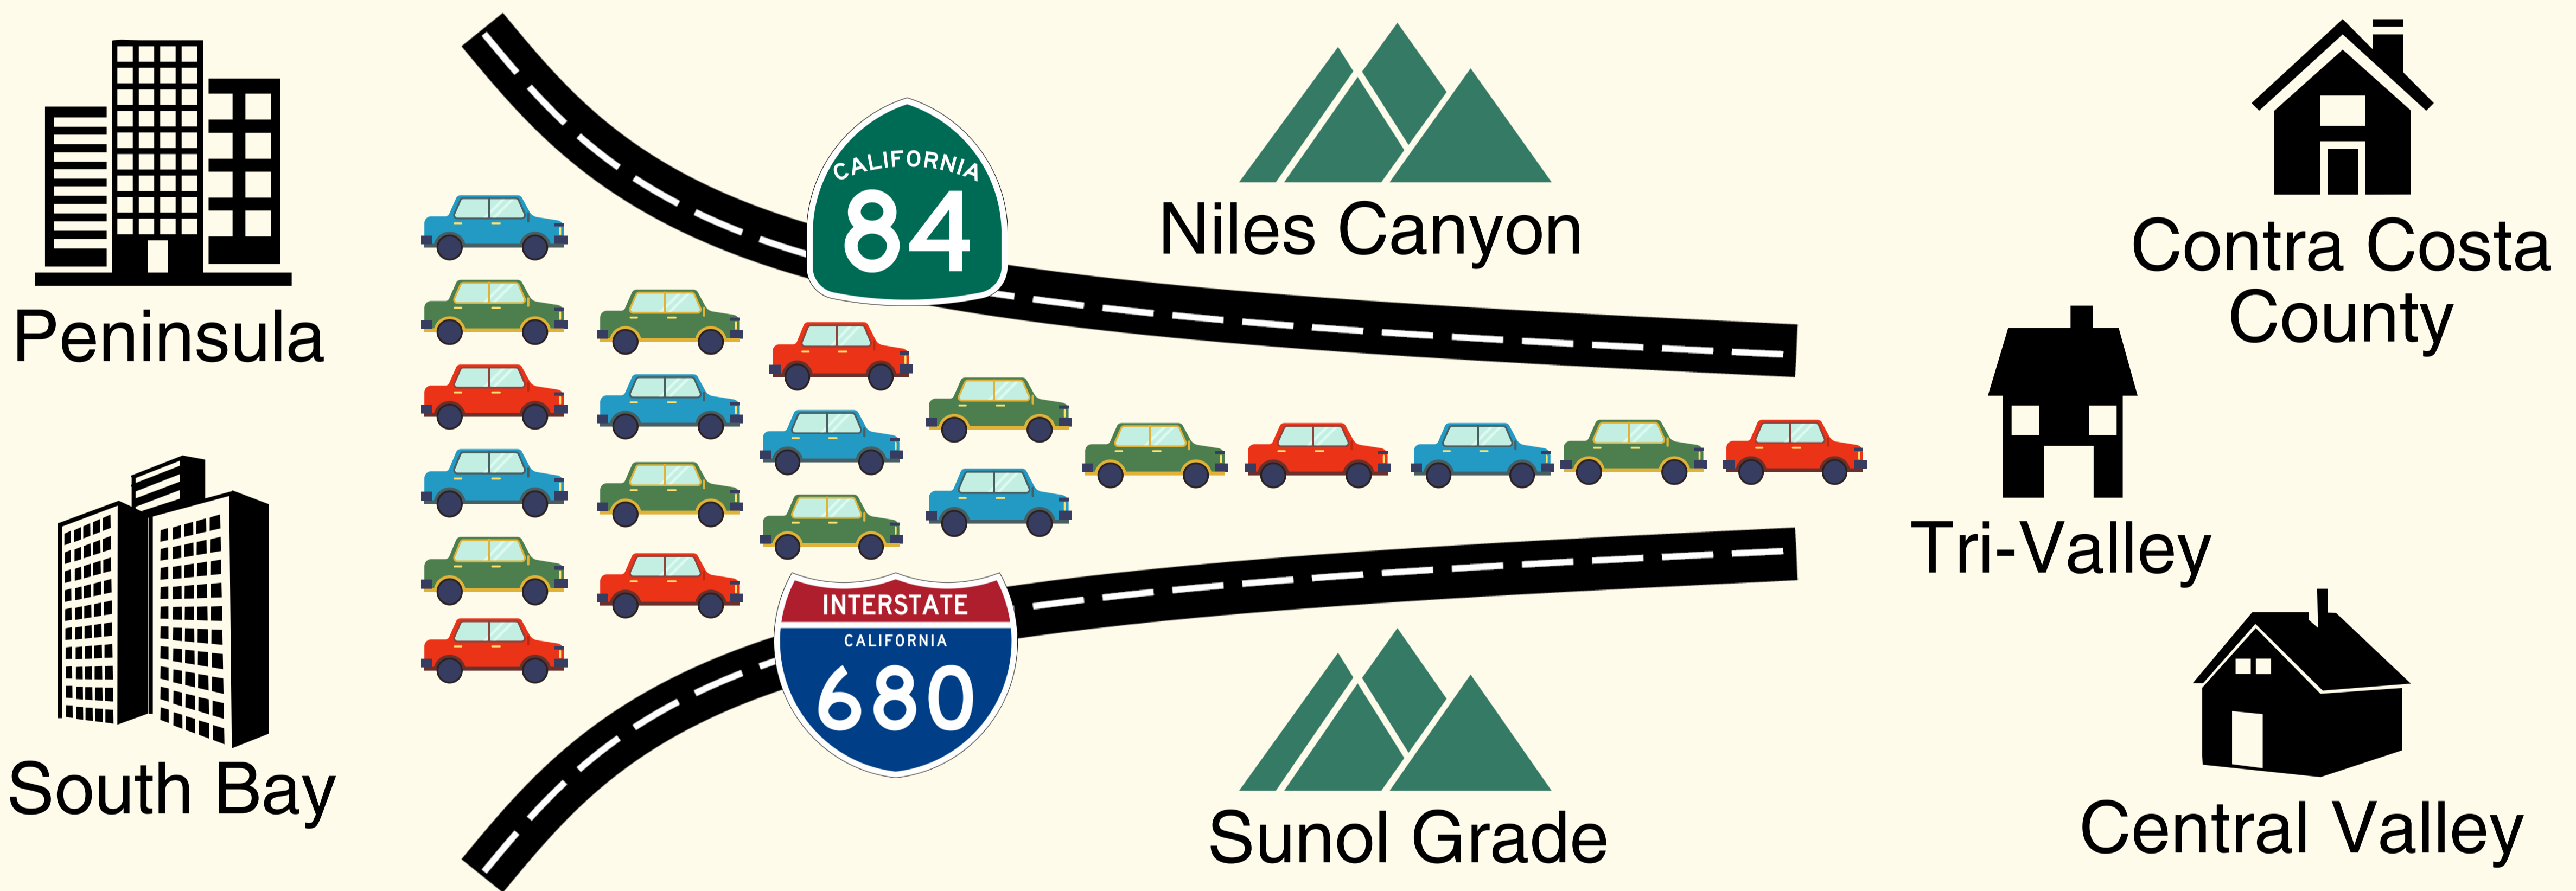 Peninsula
South Bay
CALIFORNIA
84
INTERSTATE
CALIFORNIA
680
Niles Canyon
Sunol Grade
Contra Costa
County
Tri-Valley
Central Valley